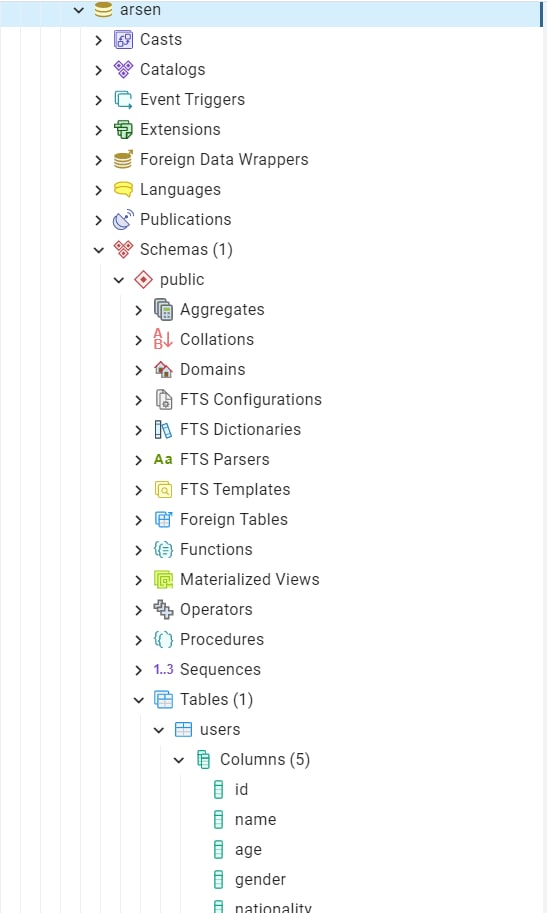 arsen
Casts
Catalogs
Event Triggers
Extensions
Foreign Data Wrappers
Languages
Publications
Schemas (1)
public
Aggregates
Collations
Domains
FTS Configurations
FTS Dictionaries
Aa FTS Parsers
FTS Templates
Foreign Tables
Functions
Materialized Views
Operators
Procedures
1..3 Sequences
Tables (1)
users
Columns (5)
id
name
age
gender
nationality